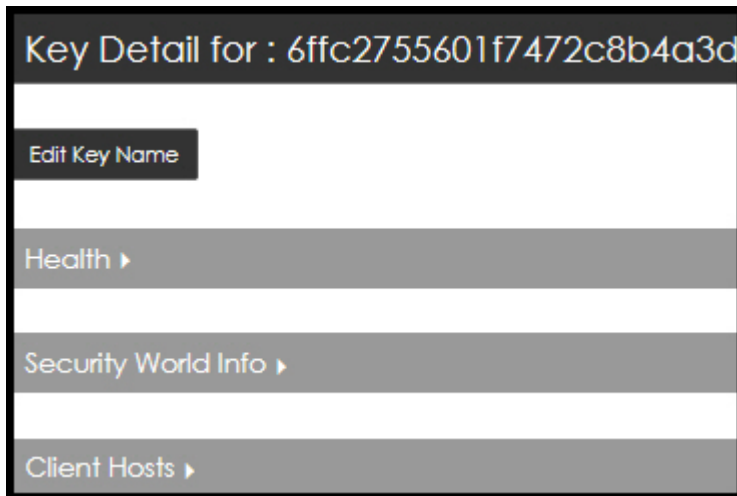 Key Detail for : 6ffc2755601f7472c8b4a3d
Edit Key Name
Health
Security World Info
Client Hosts